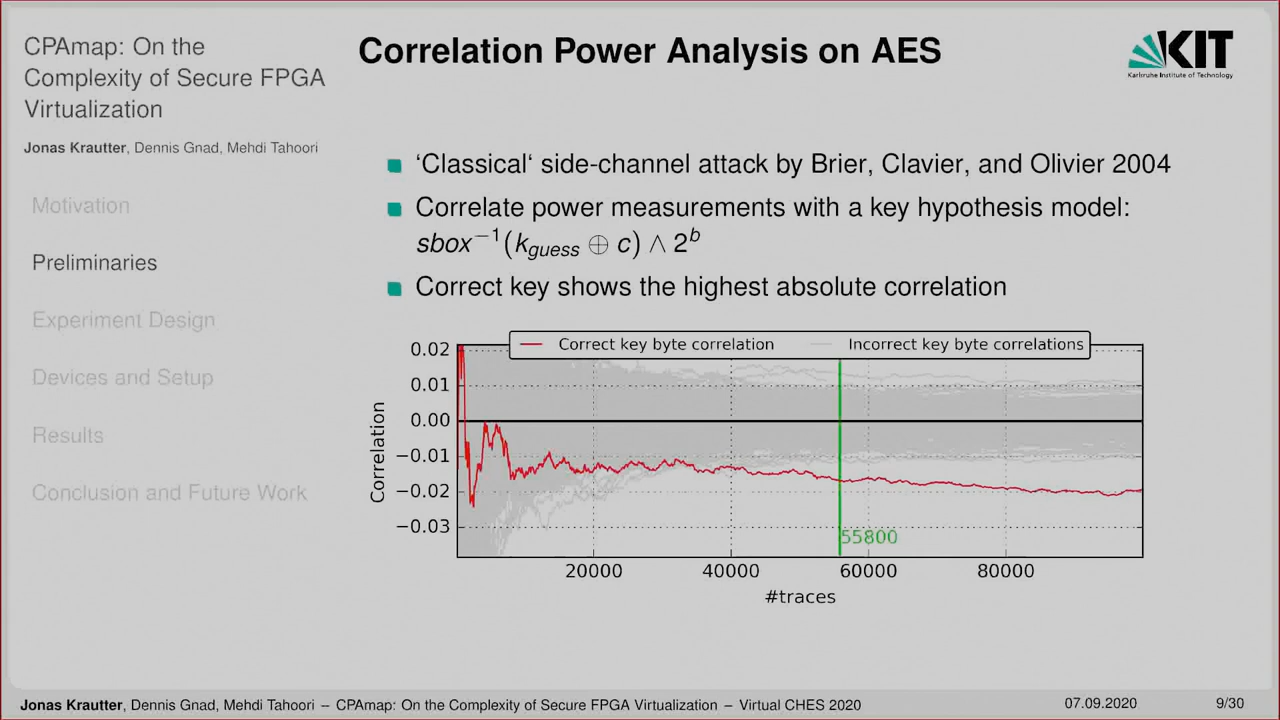 CPAmap: On the
Complexity of Secure FPGA
Virtualization
Jonas Krautter, Dennis Gnad, Mehdi Tahoori
Motivation
Preliminaries
Experiment Design
Devices and Setup
Results
Conclusion and Future Work
Correlation Power Analysis on AES
KIT
Karlsruhe Institute of Technology
‘Classical‘ side-channel attack by Brier, Clavier, and Olivier 2004
Correlate power measurements with a key hypothesis model:
sbox⁻¹(k_guess ⊕ c) ∧ 2ᵇ
Correct key shows the highest absolute correlation
Correct key byte correlation Incorrect key byte correlations
0.02
0.01
0.00
−0.01
−0.02
−0.03
Correlation
55800
20000 40000 60000 80000
#traces
Jonas Krautter, Dennis Gnad, Mehdi Tahoori – CPAmap: On the Complexity of Secure FPGA Virtualization – Virtual CHES 2020 07.09.2020 9/30